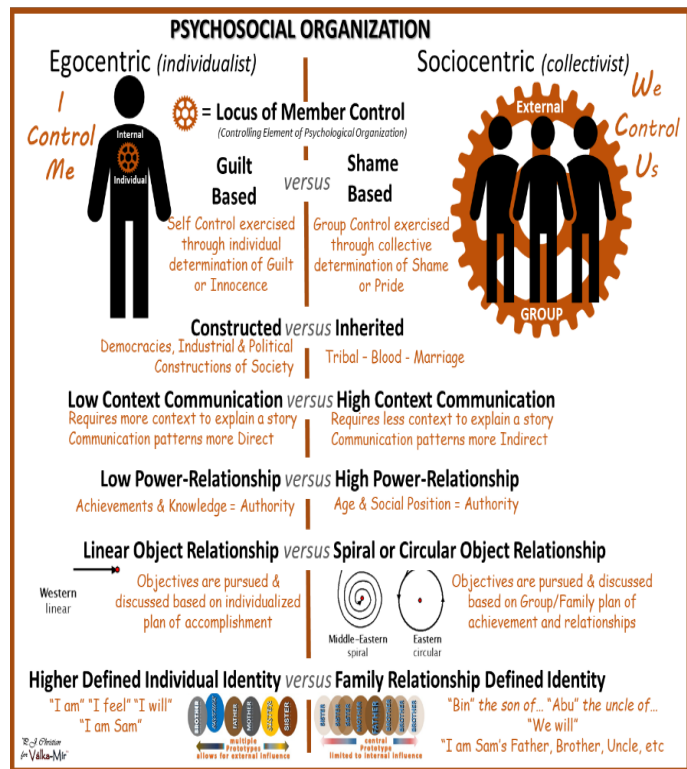 PSYCHOSOCIAL ORGANIZATION
Egocentric (individualist)
Sociocentric (collectivist)
I
Control
Me
Internal
Individual
= Locus of Member Control
(Controlling Element of Psychological Organization)
External
GROUP
We
Control
Us
Guilt
Based
versus
Shame
Based
Self Control exercised
through individual
determination of Guilt
or Innocence
Group Control exercised
through collective
determination of Shame
or Pride
Constructed versus Inherited
Democracies, Industrial & Political
Constructions of Society
Tribal – Blood - Marriage
Low Context Communication versus High Context Communication
Requires more context to explain a story
Communication patterns more Direct
Requires less context to explain a story
Communication patterns more Indirect
Low Power-Relationship versus High Power-Relationship
Achievements & Knowledge = Authority
Age & Social Position = Authority
Linear Object Relationship versus Spiral or Circular Object Relationship
Western
linear
Objectives are pursued &
discussed based on individualized
plan of accomplishment
Middle-Eastern
spiral
Eastern
circular
Objectives are pursued & discussed
based on Group/Family plan of
achievement and relationships
Higher Defined Individual Identity versus Family Relationship Defined Identity
"I am" "I feel" "I will"
"I am Sam"
BROTHER
FATHER
MOTHER
SISTER
multiple
Prototypes
allows for external influence
SISTER
FATHER
BROTHER
central
Prototype
limited to internal influence
"Bin" the son of... "Abu" the uncle of...
"We will"
"I am Sam's Father, Brother, Uncle, etc
P.J. Christian
for Valka-Mir™